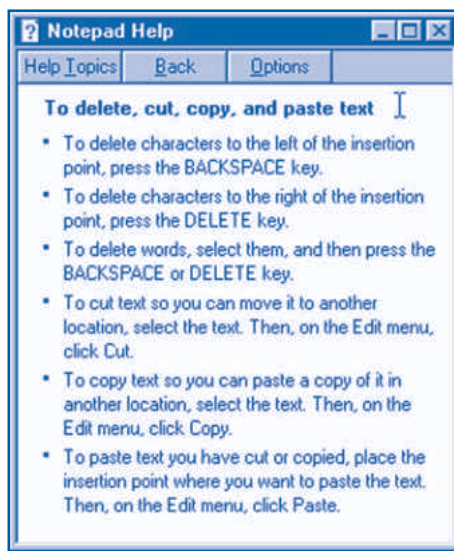 ? Notepad Help
Help Topics Back Options
To delete, cut, copy, and paste text
• To delete characters to the left of the insertion
point, press the BACKSPACE key.
• To delete characters to the right of the insertion
point, press the DELETE key.
• To delete words, select them, and then press the
BACKSPACE or DELETE key.
• To cut text so you can move it to another
location, select the text. Then, on the Edit menu,
click Cut.
• To copy text so you can paste a copy of it in
another location, select the text. Then, on the
Edit menu, click Copy.
• To paste text you have cut or copied, place the
insertion point where you want to paste the text.
Then, on the Edit menu, click Paste.